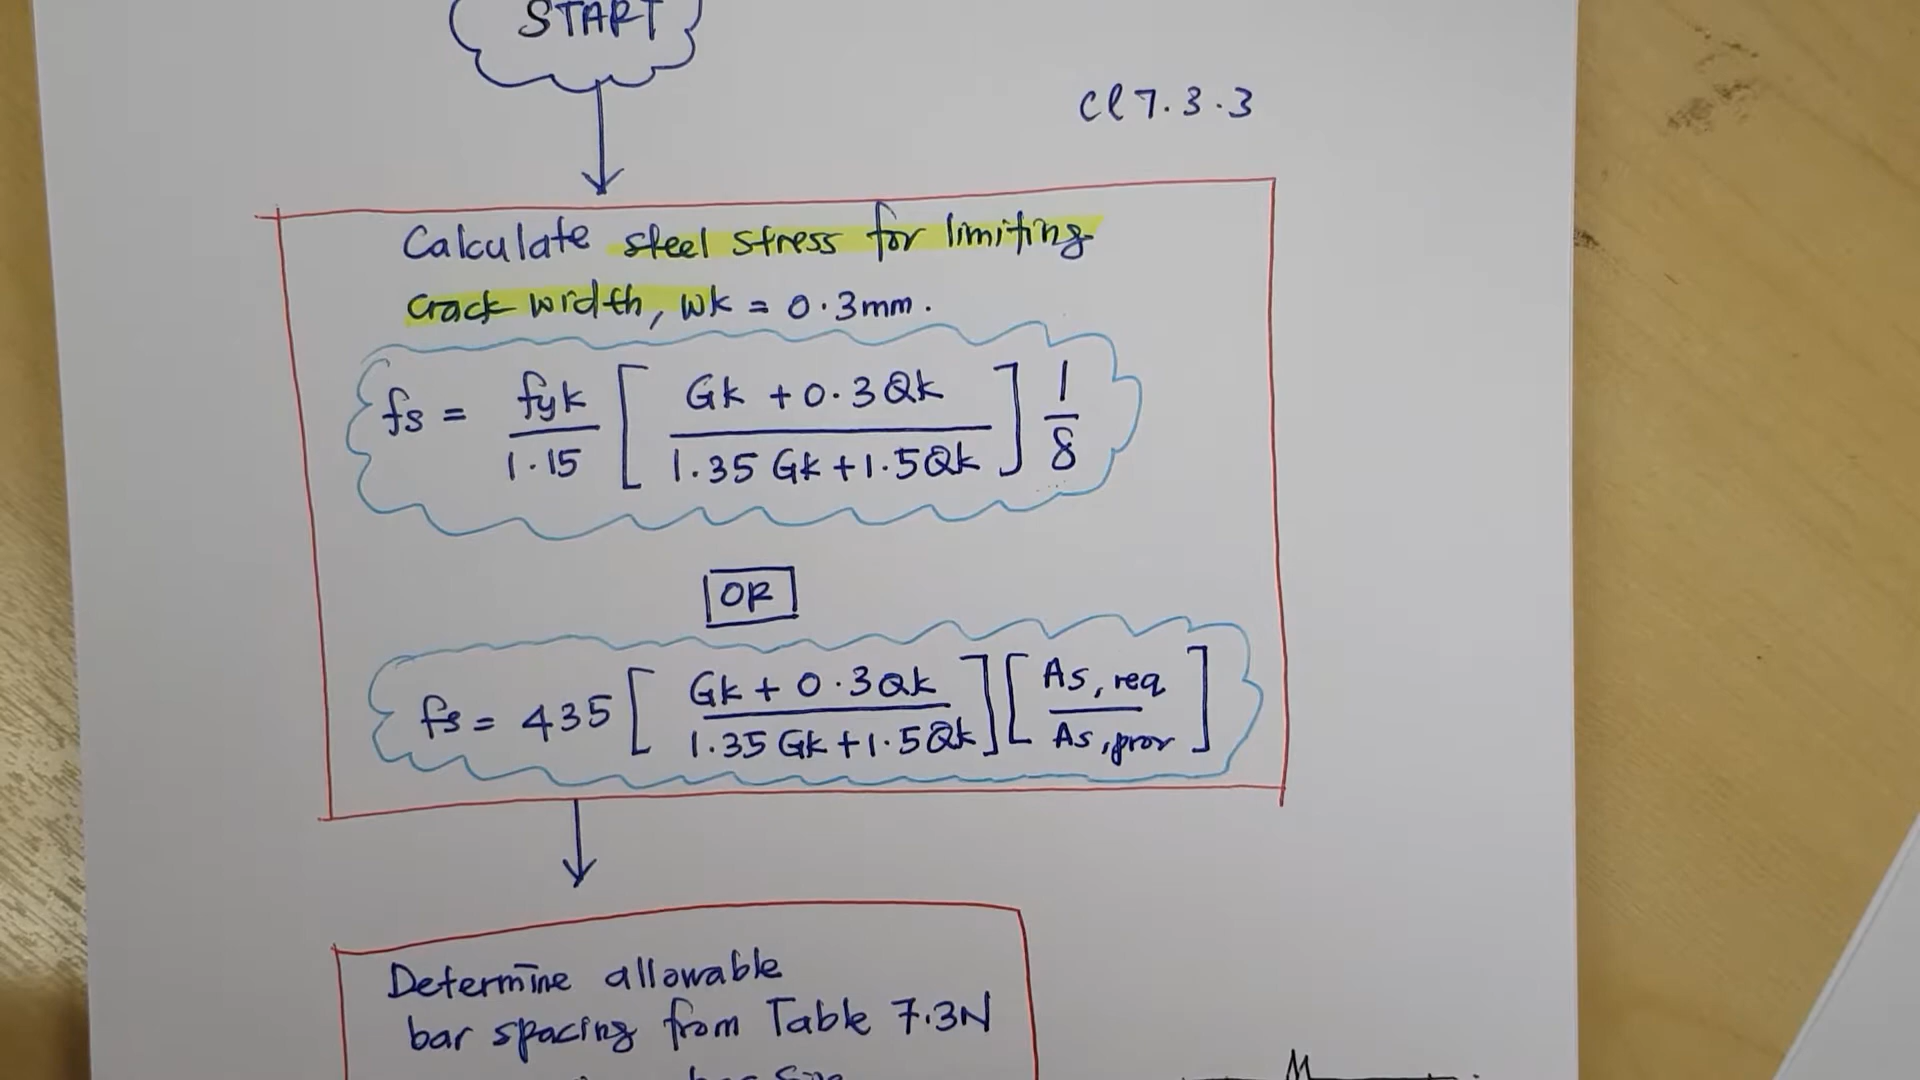 START
Cl 7.3.3
Calculate steel stress for limiting
crack width, wk = 0.3mm.
fs = fyk / 1.15 [ Gk + 0.3Qk / 1.35 Gk + 1.5Qk ] 1 / 8
OR
fs = 435 [ Gk + 0.3Qk / 1.35 Gk + 1.5Qk ] [ As, req / As, prov ]
Determine allowable
bar spacing from Table 7.3N